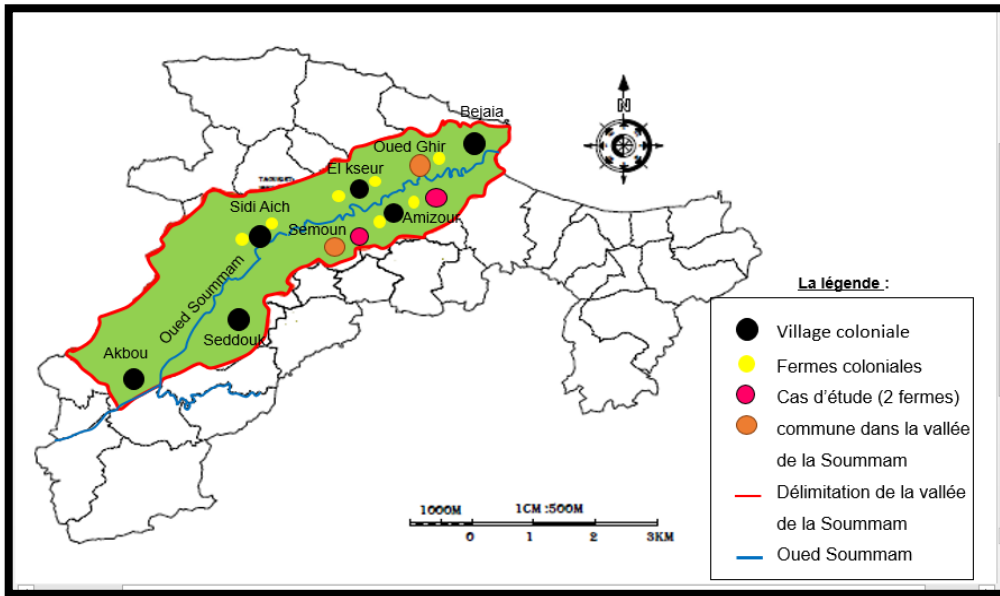 N
Bejaia
Oued Ghir
El kseur
Sidi Aich
Amizour
Semoun
Oued Soummam
Seddouk
Akbou
La légende :
Village coloniale
Fermes coloniales
Cas d'étude (2 fermes)
commune dans la vallée
de la Soummam
Délimitation de la vallée
de la Soummam
Oued Soummam
1000M 1CM :500M
0 1 2 3KM